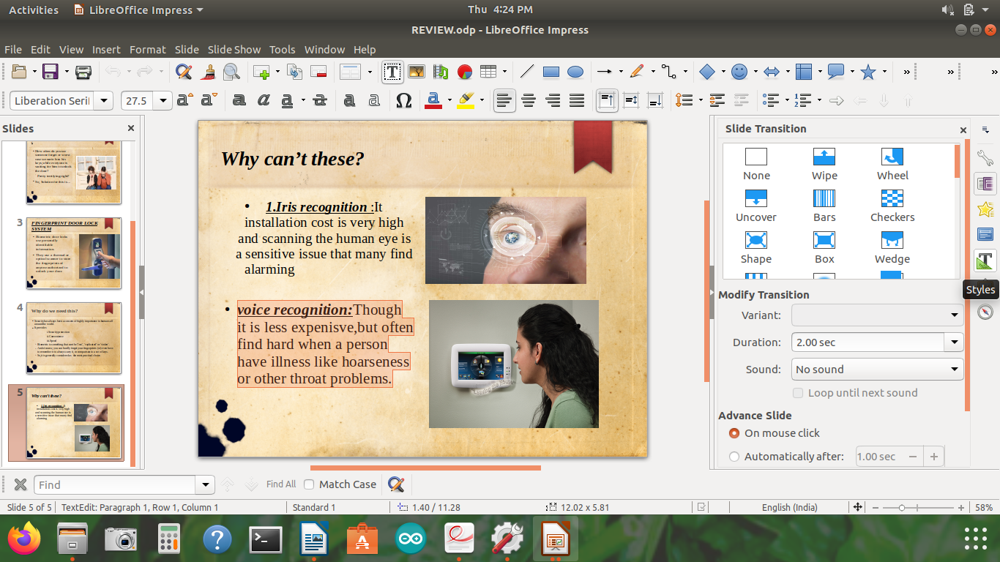 Activities LibreOffice Impress Thu 4:24 PM
REVIEW.odp - LibreOffice Impress
File Edit View Insert Format Slide Slide Show Tools Window Help
Liberation Seri 27.5
Slides
3
FINGERPRINT DOOR LOCK
SYSTEM
4
Why do we need this?
5
Why can't these?
Why can’t these?
• 1.Iris recognition :It
installation cost is very high
and scanning the human eye is
a sensitive issue that many find
alarming
• voice recognition:Though
it is less expenisve,but often
find hard when a person
have illness like hoarseness
or other throat problems.
Slide Transition
None Wipe Wheel
Uncover Bars Checkers
Shape Box Wedge
Styles
Modify Transition
Variant:
Duration: 2.00 sec
Sound: No sound
Loop until next sound
Advance Slide
On mouse click
Automatically after: 1.00 sec
Find Find All Match Case
Slide 5 of 5 TextEdit: Paragraph 1, Row 1, Column 1 Standard 1 1.40 / 11.28 12.02 x 5.81 English (India) 58%